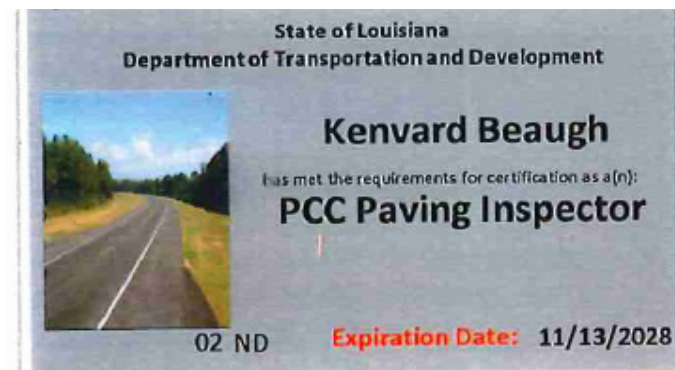 State of Louisiana
Department of Transportation and Development
Kenvard Beaugh
has met the requirements for certification as a(n):
PCC Paving Inspector
02 ND
Expiration Date: 11/13/2028